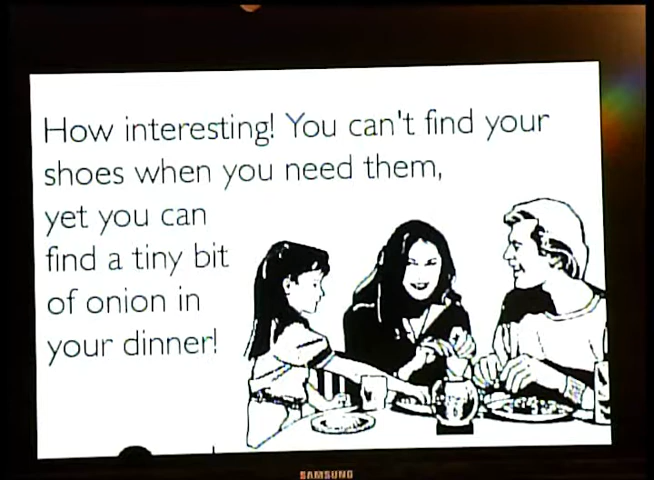 How interesting! You can't find your
shoes when you need them,
yet you can
find a tiny bit
of onion in
your dinner!
SAMSUNG